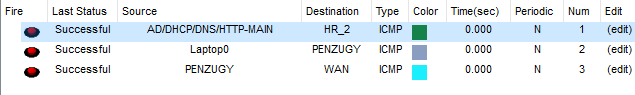 Fire Last Status Source Destination Type Color Time(sec) Periodic Num Edit
Successful AD/DHCP/DNS/HTTP-MAIN HR_2 ICMP 0.000 N 1 (edit)
Successful Laptop0 PENZUGY ICMP 0.000 N 2 (edit)
Successful PENZUGY WAN ICMP 0.000 N 3 (edit)